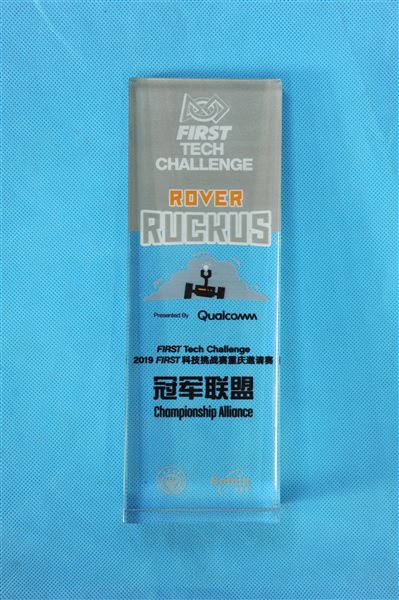 FIRST
TECH
CHALLENGE
ROVER
RUCKUS
Presented By Qualcomm
FIRST Tech Challenge
2019 FIRST 科技挑战赛重庆邀请赛
冠军联盟
Championship Alliance